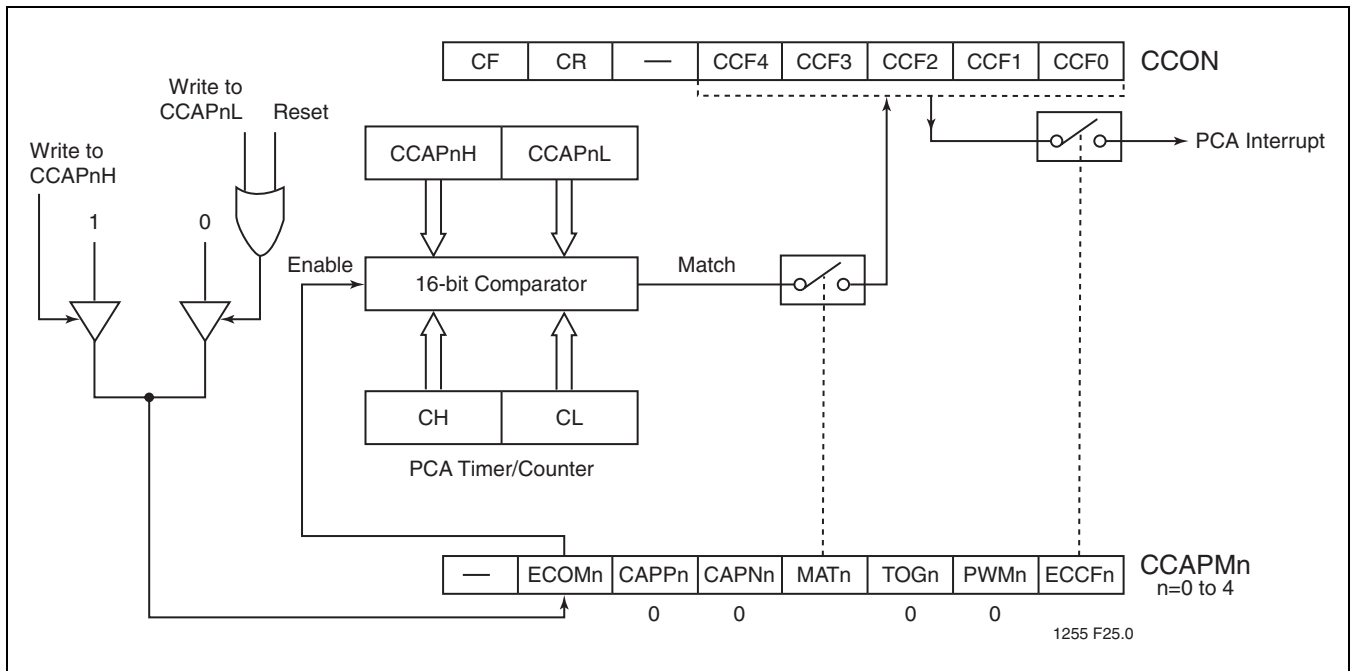 CF CR — CCF4 CCF3 CCF2 CCF1 CCF0 CCON
Write to
CCAPnL
Reset
Write to
CCAPnH
1
0
CCAPnH CCAPnL
PCA Interrupt
Enable
16-bit Comparator
Match
CH CL
PCA Timer/Counter
— ECOMn CAPPn CAPNn MATn TOGn PWMn ECCFn CCAPMn
n=0 to 4
0 0 0 0
1255 F25.0